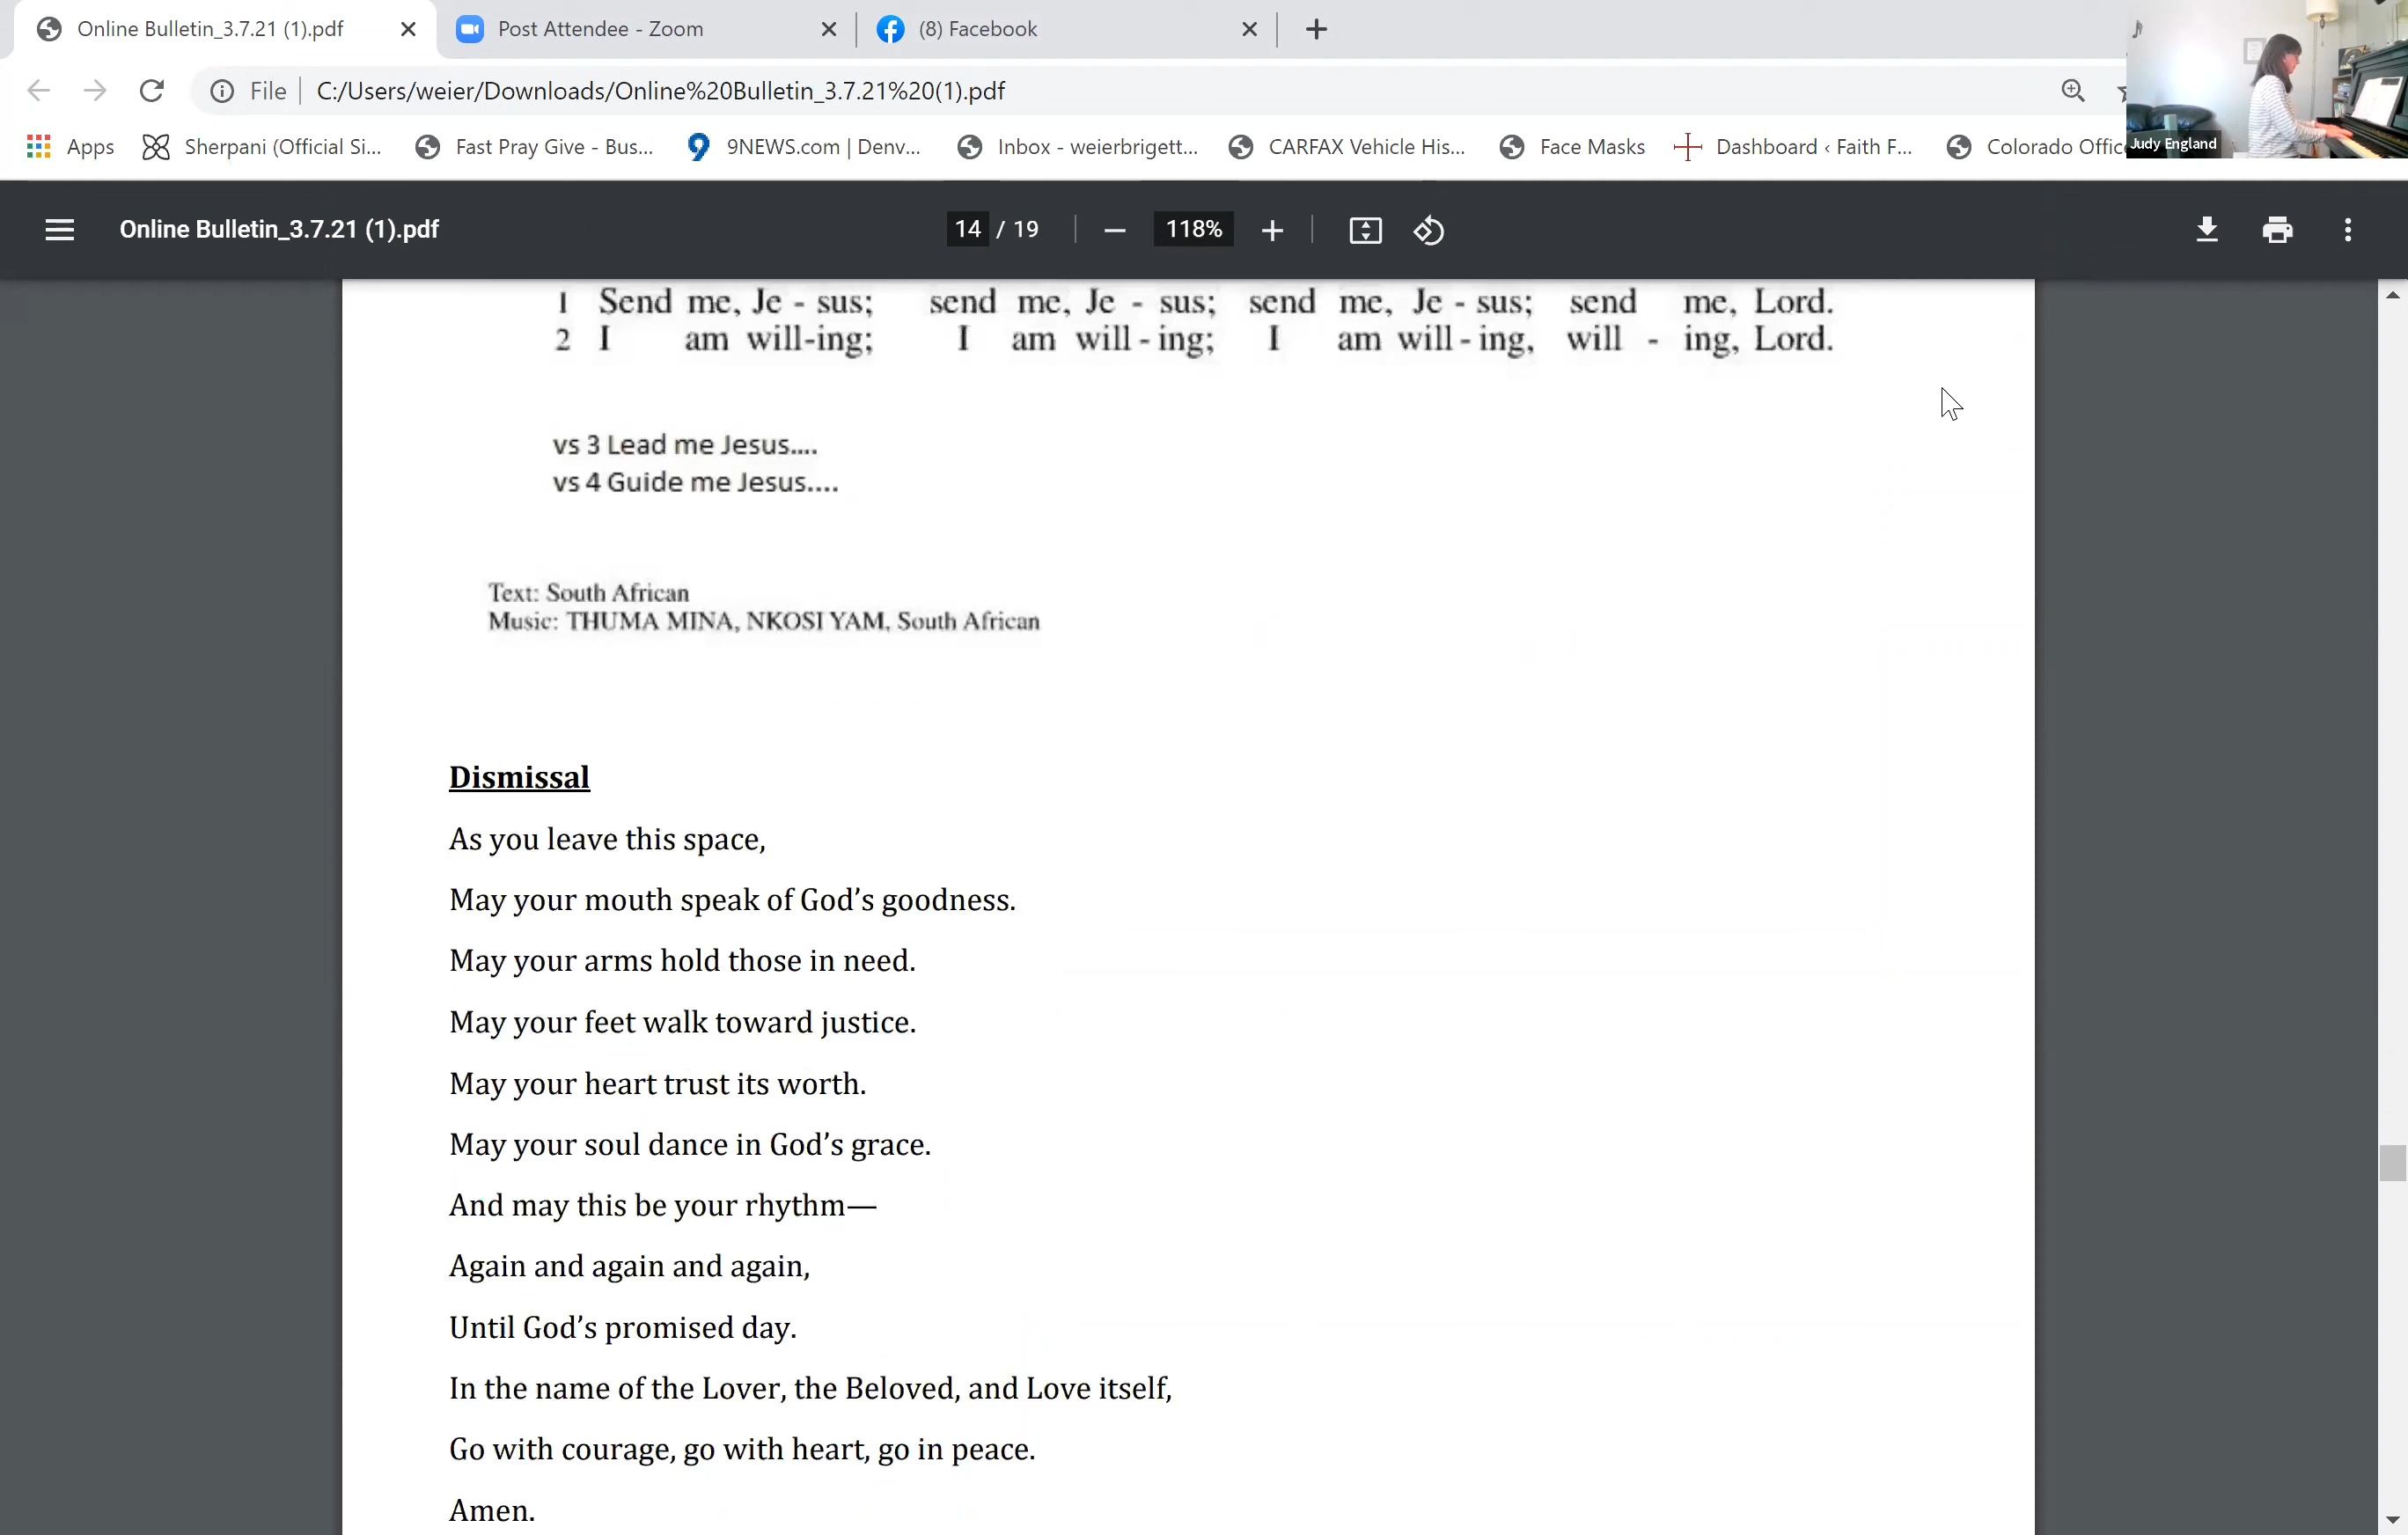 Online Bulletin_3.7.21 (1).pdf
Post Attendee - Zoom
(8) Facebook
File
C:/Users/weier/Downloads/Online%20Bulletin_3.7.21%20(1).pdf
Apps
Sherpani (Official Si...
Fast Pray Give - Bus...
9NEWS.com | Denv...
Inbox - weierbrigett...
CARFAX Vehicle His...
Face Masks
Dashboard ‹ Faith F...
Colorado Offic
Judy England
Online Bulletin_3.7.21 (1).pdf
14 / 19
118%
1 Send me, Je - sus; send me, Je - sus; send me, Je - sus; send me, Lord.
2 I am will-ing; I am will - ing; I am will - ing, will - ing, Lord.
vs 3 Lead me Jesus....
vs 4 Guide me Jesus....
Text: South African
Music: THUMA MINA, NKOSI YAM, South African
Dismissal
As you leave this space,
May your mouth speak of God’s goodness.
May your arms hold those in need.
May your feet walk toward justice.
May your heart trust its worth.
May your soul dance in God’s grace.
And may this be your rhythm—
Again and again and again,
Until God’s promised day.
In the name of the Lover, the Beloved, and Love itself,
Go with courage, go with heart, go in peace.
Amen.